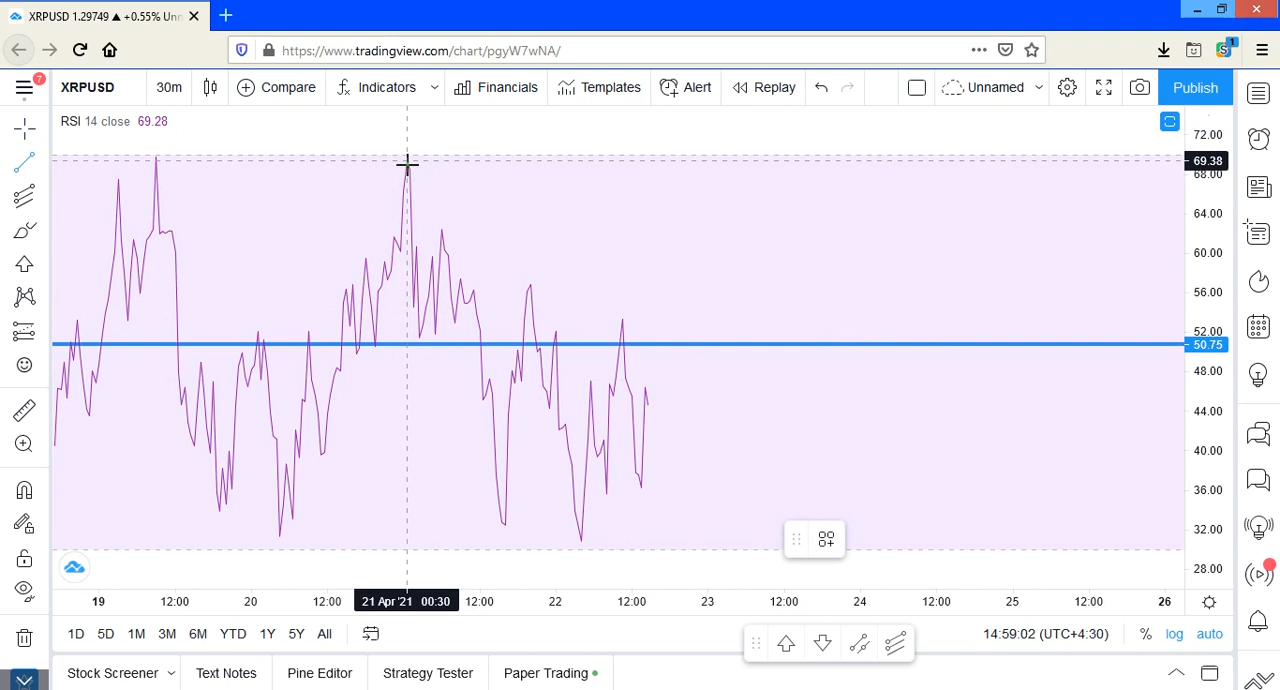 XRPUSD 1.29749 ▲ +0.55% Unn
https://www.tradingview.com/chart/pgyW7wNA/
1
7
XRPUSD
30m
Compare
Indicators
Financials
Templates
Alert
Replay
Unnamed
Publish
RSI 14 close 69.28
72.00
69.38
68.00
64.00
60.00
56.00
52.00
50.75
48.00
44.00
40.00
36.00
32.00
28.00
19 12:00 20 12:00 21 Apr '21 00:30 12:00 22 12:00 23 12:00 24 12:00 25 12:00 26
1D 5D 1M 3M 6M YTD 1Y 5Y All
14:59:02 (UTC+4:30) % log auto
Stock Screener Text Notes Pine Editor Strategy Tester Paper Trading